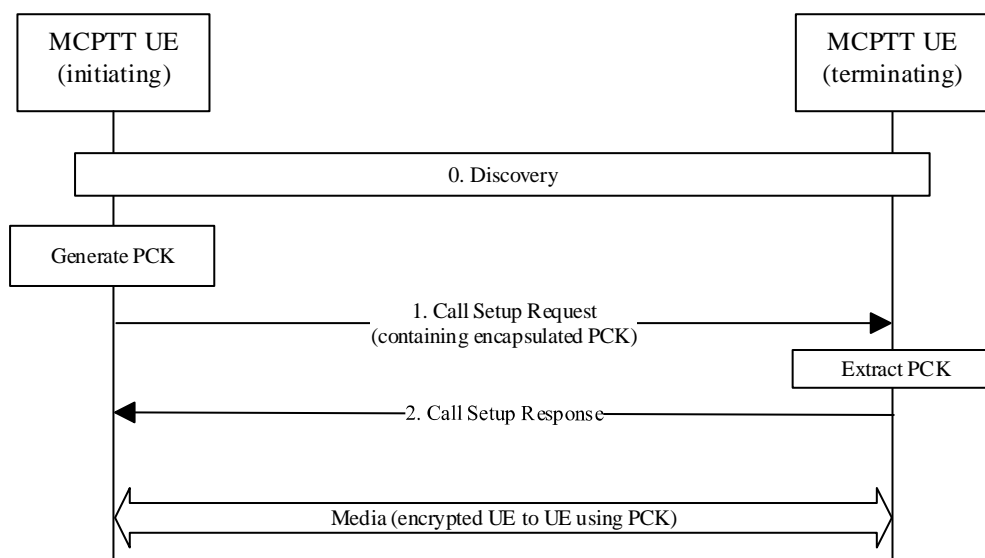 MCPTT UE
(initiating)
MCPTT UE
(terminating)
0. Discovery
Generate PCK
1. Call Setup Request
(containing encapsulated PCK)
Extract PCK
2. Call Setup Response
Media (encrypted UE to UE using PCK)